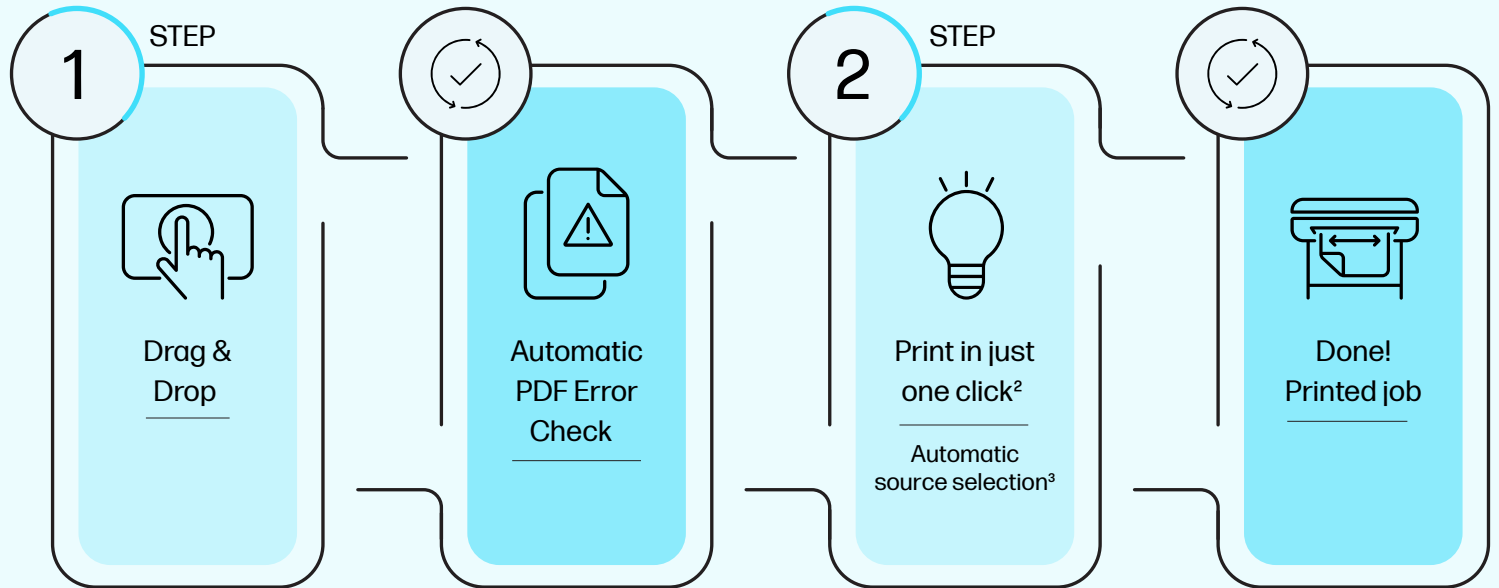 1
STEP
Drag &
Drop
Automatic
PDF Error
Check
2
STEP
Print in just
one click²
Automatic
source selection³
Done!
Printed job